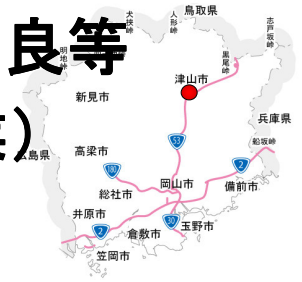 良等
鳥取県
犬挟峠
人形峠
志戸坂峠
明地峠
黒尾峠
津山市
新見市
兵庫県
53
船坂峠
広島県
高梁市
180
2
岡山市
備前市
総社市
井原市
30
玉野市
2
倉敷市
笠岡市